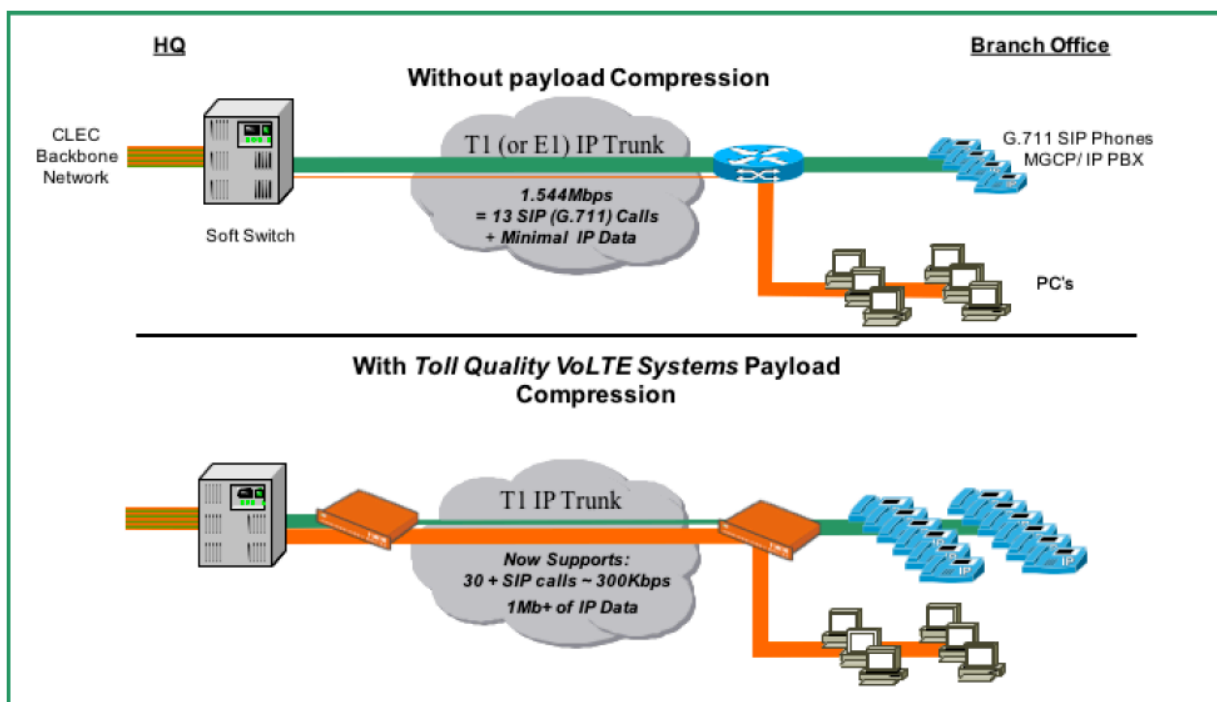 HQ
Branch Office
Without payload Compression
CLEC
Backbone
Network
T1 (or E1) IP Trunk
G.711 SIP Phones
MGCP/ IP PBX
1.544Mbps
= 13 SIP (G.711) Calls
+ Minimal IP Data
Soft Switch
PC's
With Toll Quality VoLTE Systems Payload
Compression
T1 IP Trunk
Now Supports:
30 + SIP calls ~ 300Kbps
1Mb+ of IP Data
IP